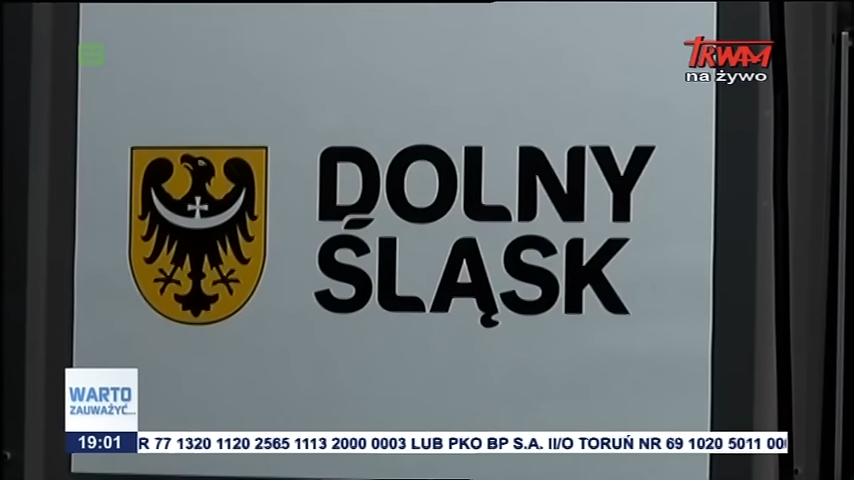 TRWAM
na żywo
DOLNY
ŚLĄSK
WARTO
ZAUWAŻYĆ...
19:01
R 77 1320 1120 2565 1113 2000 0003 LUB PKO BP S.A. II/O TORUŃ NR 69 1020 5011 00